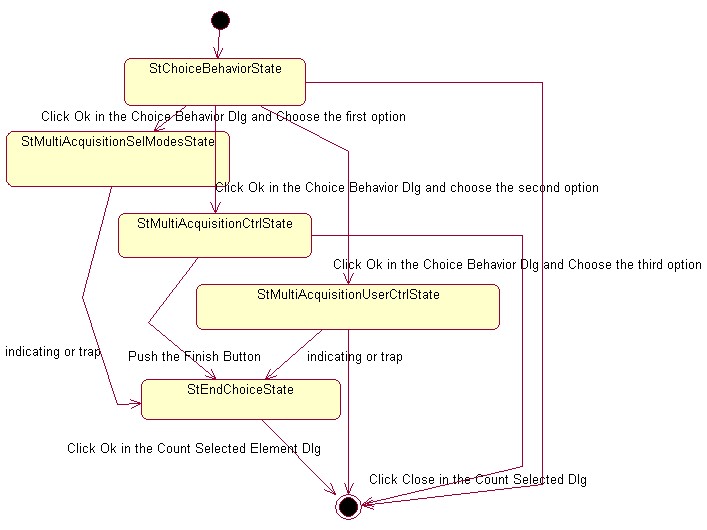 StChoiceBehaviorState
Click Ok in the Choice Behavior Dlg and Choose the first option
StMultiAcquisitionSelModesState
Click Ok in the Choice Behavior Dlg and choose the second option
StMultiAcquisitionCtrlState
Click Ok in the Choice Behavior Dlg and Choose the third option
StMultiAcquisitionUserCtrlState
indicating or trap
Push the Finish Button
indicating or trap
StEndChoiceState
Click Ok in the Count Selected Element Dlg
Click Close in the Count Selected Dlg